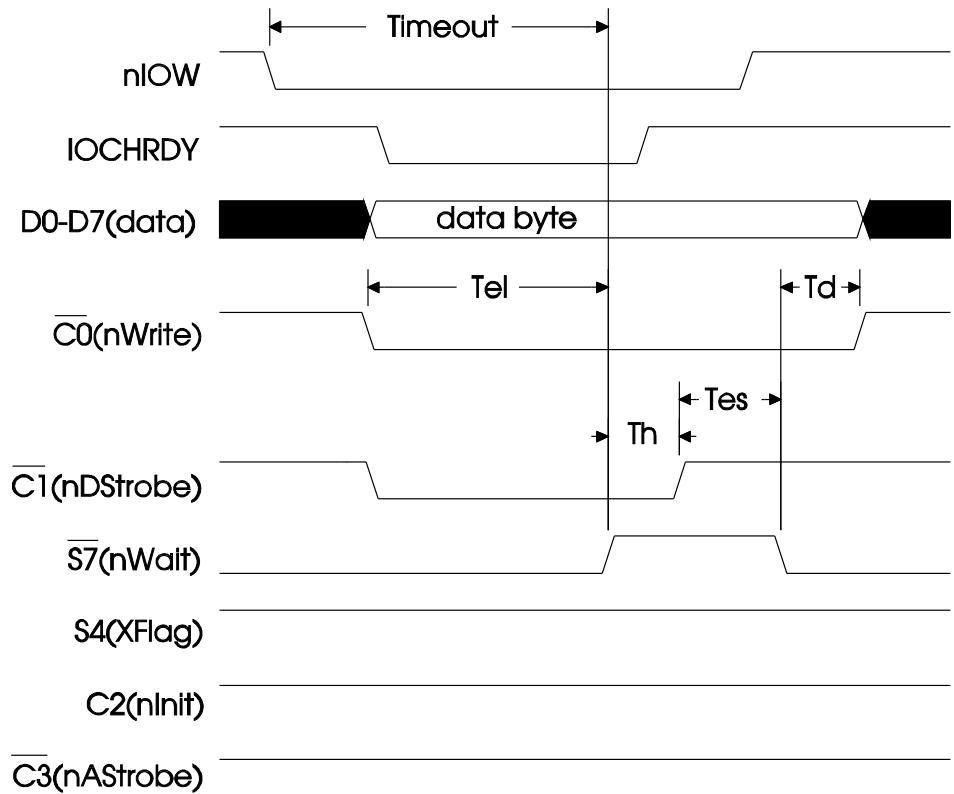 Timeout
nIOW
IOCHRDY
D0-D7(data) data byte
Tel Td
C0(nWrite)
Tes
Th
C1(nDStrobe)
S7(nWait)
S4(XFlag)
C2(nInit)
C3(nAStrobe)